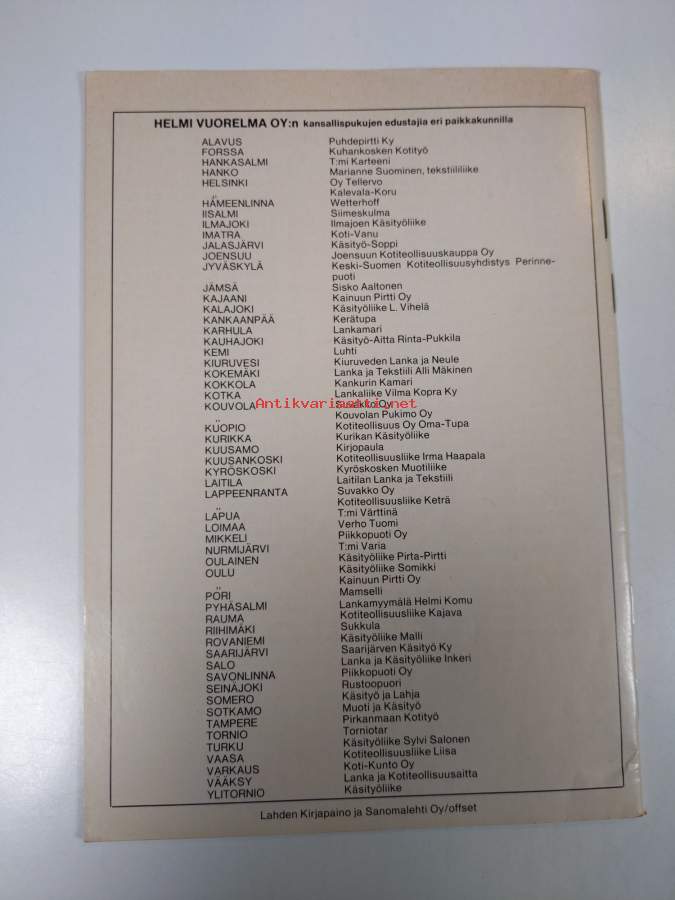 HELMI VUORELMA OY:n kansallispukujen edustajia eri paikkakunnilla
ALAVUS Puhdepirtti Ky
FORSSA Kuhankosken Kotityö
HANKASALMI T:mi Karteeni
HANKO Marianne Suominen, tekstiililiike
HELSINKI Oy Tellervo
,, Kalevala-Koru
HÄMEENLINNA Wetterhoff
IISALMI Siimeskulma
ILMAJOKI Ilmajoen Käsityöliike
IMATRA Koti-Vanu
JALASJÄRVI Käsityö-Soppi
JOENSUU Joensuun Kotiteollisuuskauppa Oy
JYVÄSKYLÄ Keski-Suomen Kotiteollisuusyhdistys Perinne-
puoti
JÄMSÄ Sisko Aaltonen
KAJAANI Kainuun Pirtti Oy
KALAJOKI Käsityöliike L. Vihelä
KANKAANPÄÄ Kerätupa
KARHULA Lankamari
KAUHAJOKI Käsityö-Aitta Rinta-Pukkila
KEMI Luhti
KIURUVESI Kiuruveden Lanka ja Neule
KOKEMÄKI Lanka ja Tekstiili Alli Mäkinen
KOKKOLA Kankurin Kamari
KOTKA Lankaliike Vilma Kopra Ky
KOUVOLA Suvakko Oy
Antikvariaatti.net
,, Kouvolan Pukimo Oy
KUOPIO Kotiteollisuus Oy Oma-Tupa
KURIKKA Kurikan Käsityöliike
KUUSAMO Kirjopaula
KUUSANKOSKI Kotiteollisuusliike Irma Haapala
KYRÖSKOSKI Kyröskosken Muotiliike
LAITILA Laitilan Lanka ja Tekstiili
LAPPEENRANTA Suvakko Oy
,, Kotiteollisuusliike Keträ
LAPUA T:mi Värttinä
LOIMAA Verho Tuomi
MIKKELI Piikkopuoti Oy
NURMIJÄRVI T:mi Varia
OULAINEN Käsityöliike Pirta-Pirtti
OULU Käsityöliike Somikki
,, Kainuun Pirtti Oy
PORI Mamselli
PYHÄSALMI Lankamyymälä Helmi Komu
RAUMA Kotiteollisuusliike Kajava
RIIHIMÄKI Sukkula
ROVANIEMI Käsityöliike Malli
SAARIJÄRVI Saarijärven Käsityö Ky
SALO Lanka ja Käsityöliike Inkeri
SAVONLINNA Piikkopuoti Oy
SEINÄJOKI Rustoopuori
SOMERO Käsityö ja Lahja
SOTKAMO Muoti ja Käsityö
TAMPERE Pirkanmaan Kotityö
TORNIO Torniotar
TURKU Käsityöliike Sylvi Salonen
VAASA Kotiteollisuusliike Liisa
VARKAUS Koti-Kunto Oy
VÄÄKSY Lanka ja Kotiteollisuusaitta
YLITORNIO Käsityöliike
Lahden Kirjapaino ja Sanomalehti Oy/offset